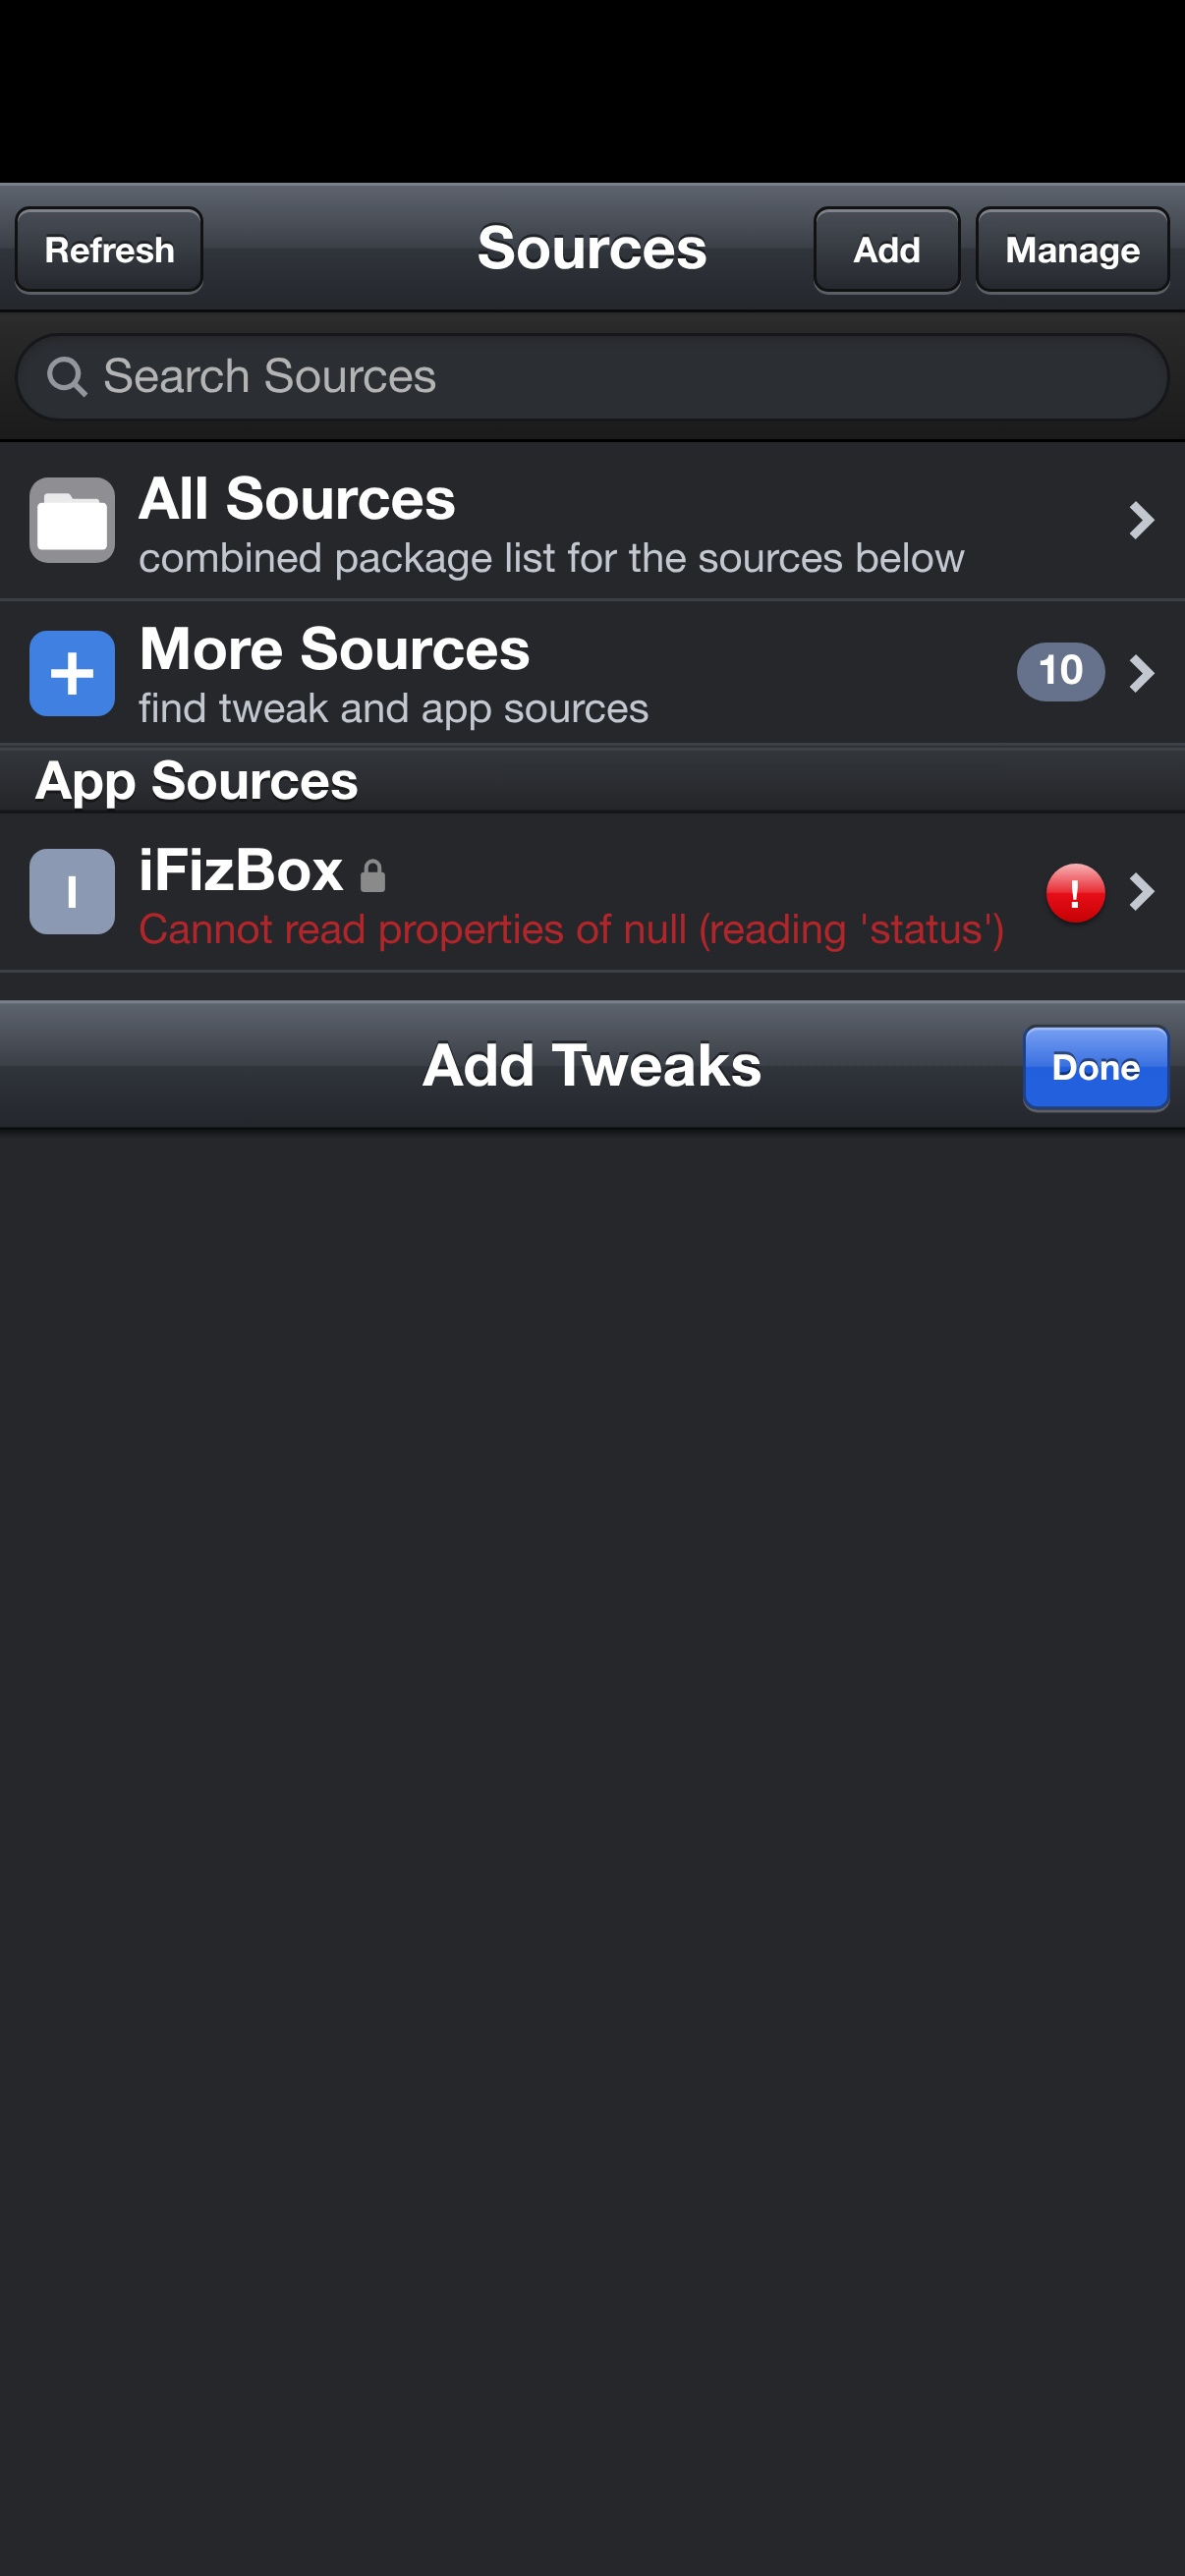 Refresh
Sources
Add
Manage
Search Sources
All Sources
combined package list for the sources below
More Sources
find tweak and app sources
10
App Sources
I
iFizBox
Cannot read properties of null (reading 'status')
!
Add Tweaks
Done